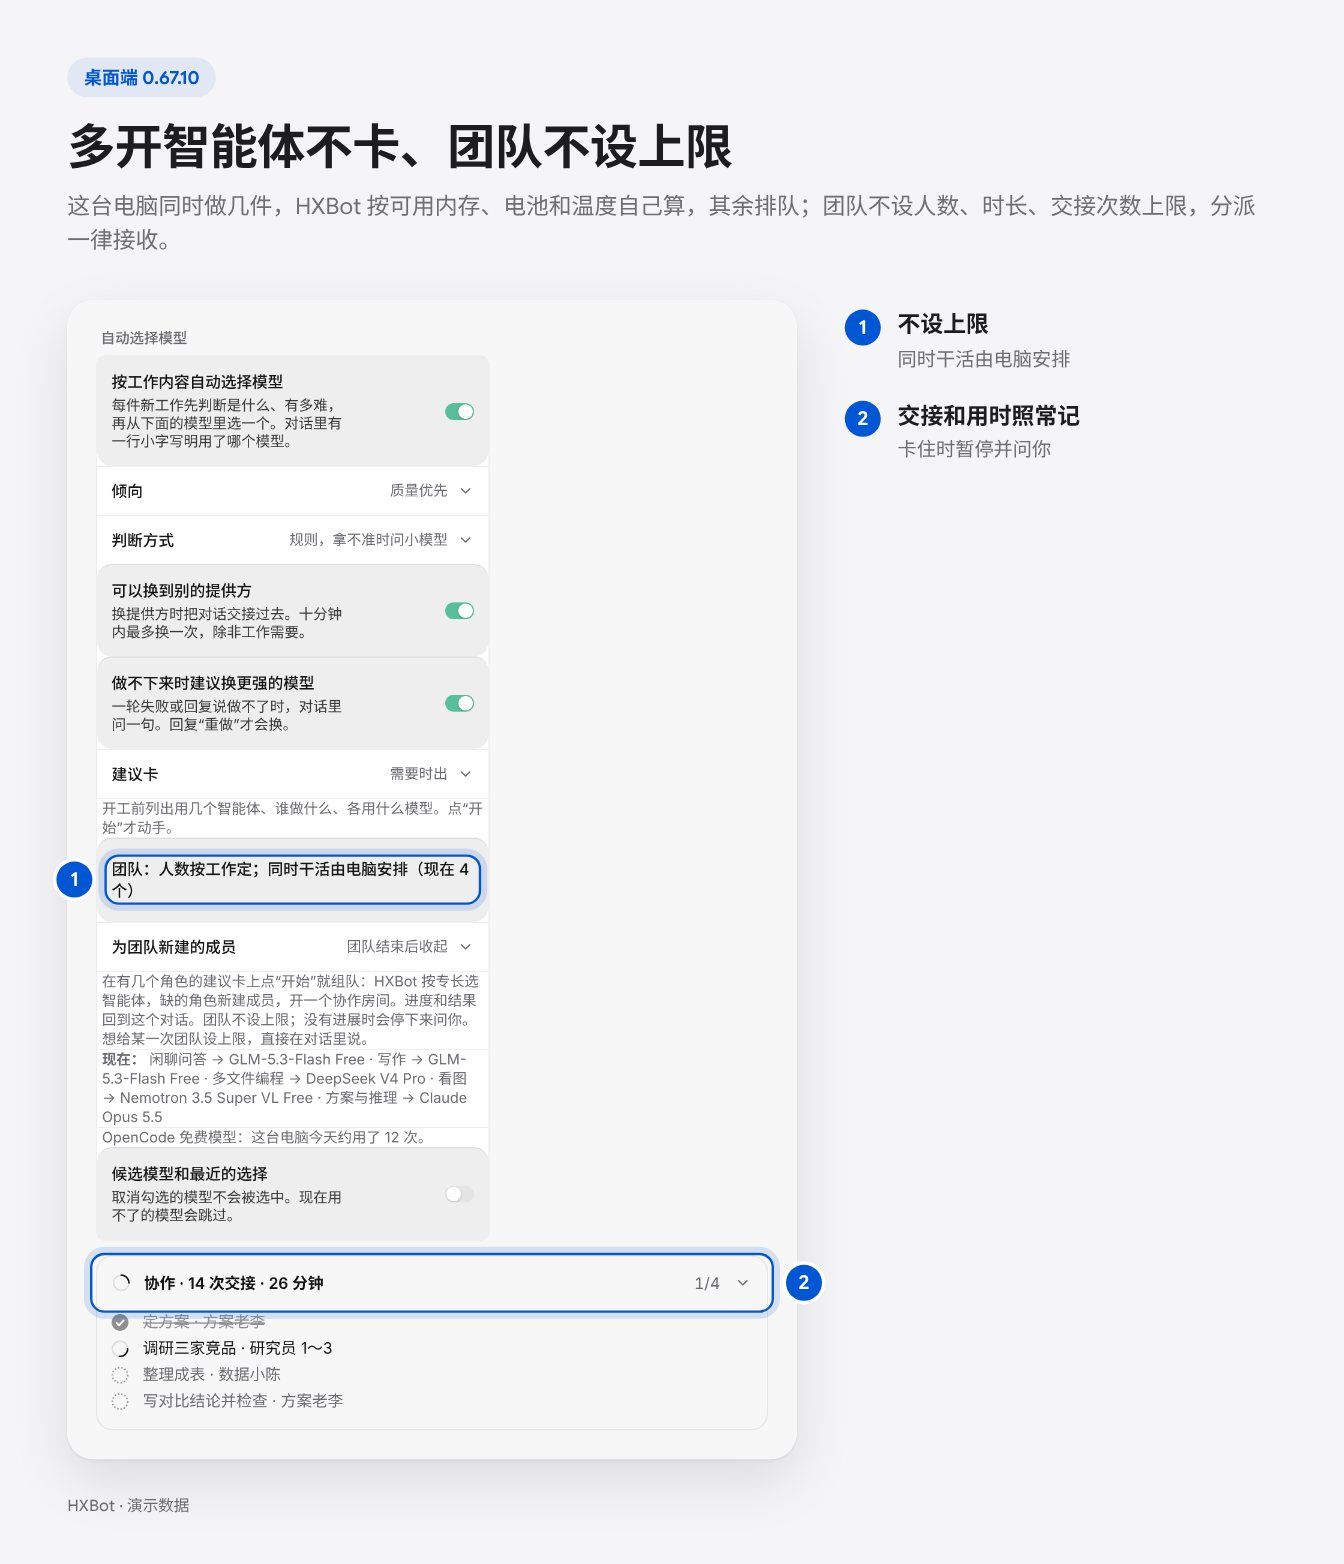 桌面端 0.67.10
多开智能体不卡、团队不设上限
这台电脑同时做几件，HXBot 按可用内存、电池和温度自己算，其余排队；团队不设人数、时长、交接次数上限，分派
一律接收。
自动选择模型
按工作内容自动选择模型
每件新工作先判断是什么、有多难，
再从下面的模型里选一个。对话里有
一行小字写明用了哪个模型。
倾向 质量优先
判断方式 规则，拿不准时问小模型
可以换到别的提供方
换提供方时把对话交接过去。十分钟
内最多换一次，除非工作需要。
做不下来时建议换更强的模型
一轮失败或回复说做不了时，对话里
问一句。回复“重做”才会换。
建议卡 需要时出
开工前列出用几个智能体、谁做什么、各用什么模型。点“开
始”才动手。
1 团队：人数按工作定；同时干活由电脑安排（现在 4
个）
为团队新建的成员 团队结束后收起
在有几个角色的建议卡上点“开始”就组队：HXBot 按专长选
智能体，缺的角色新建成员，开一个协作房间。进度和结果
回到这个对话。团队不设上限；没有进展时会停下来问你。
想给某一次团队设上限，直接在对话里说。
现在： 闲聊问答 → GLM-5.3-Flash Free · 写作 → GLM-
5.3-Flash Free · 多文件编程 → DeepSeek V4 Pro · 看图
→ Nemotron 3.5 Super VL Free · 方案与推理 → Claude
Opus 5.5
OpenCode 免费模型：这台电脑今天约用了 12 次。
候选模型和最近的选择
取消勾选的模型不会被选中。现在用
不了的模型会跳过。
协作 · 14 次交接 · 26 分钟 1/4 2
定方案 · 方案老李
调研三家竞品 · 研究员 1～3
整理成表 · 数据小陈
写对比结论并检查 · 方案老李
1 不设上限
同时干活由电脑安排
2 交接和用时照常记
卡住时暂停并问你
HXBot · 演示数据